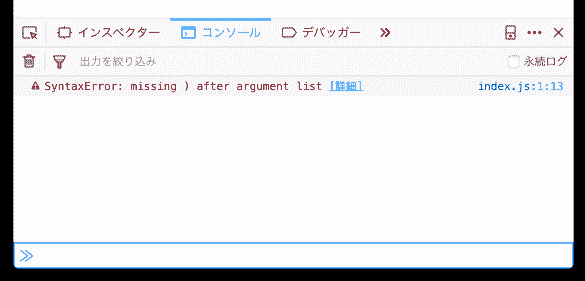 インスペクター コンソール デバッガー
出力を絞り込み 永続ログ
SyntaxError: missing ) after argument list [詳細] index.js:1:13